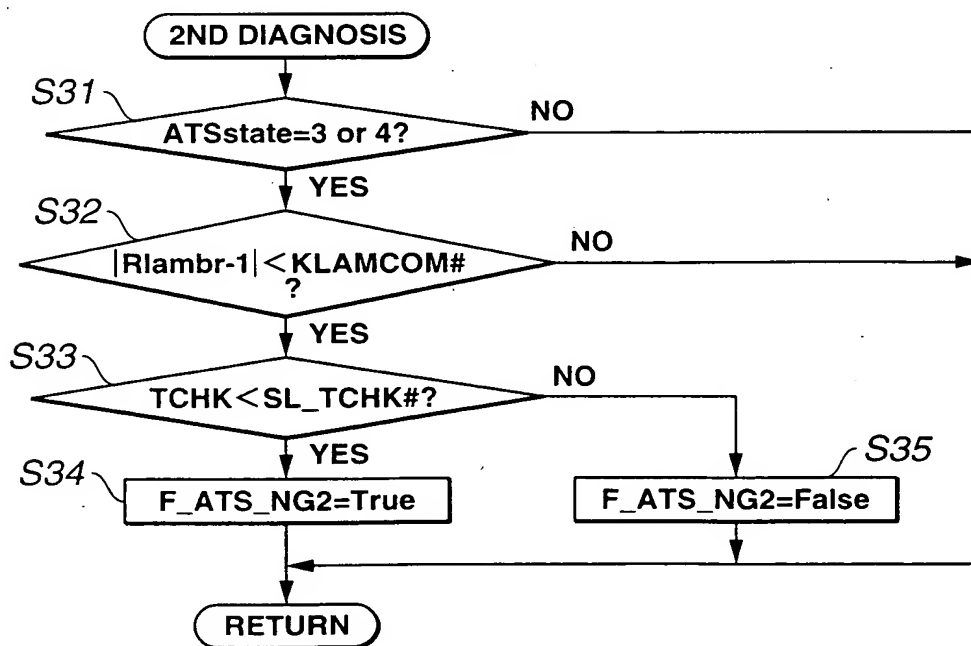 2ND DIAGNOSIS
S31
ATSstate=3 or 4?
NO
YES
S32
|Rlambr-1|<KLAMCOM#
?
NO
YES
S33
TCHK<SL_TCHK#?
NO
YES
S34
F_ATS_NG2=True
S35
F_ATS_NG2=False
RETURN